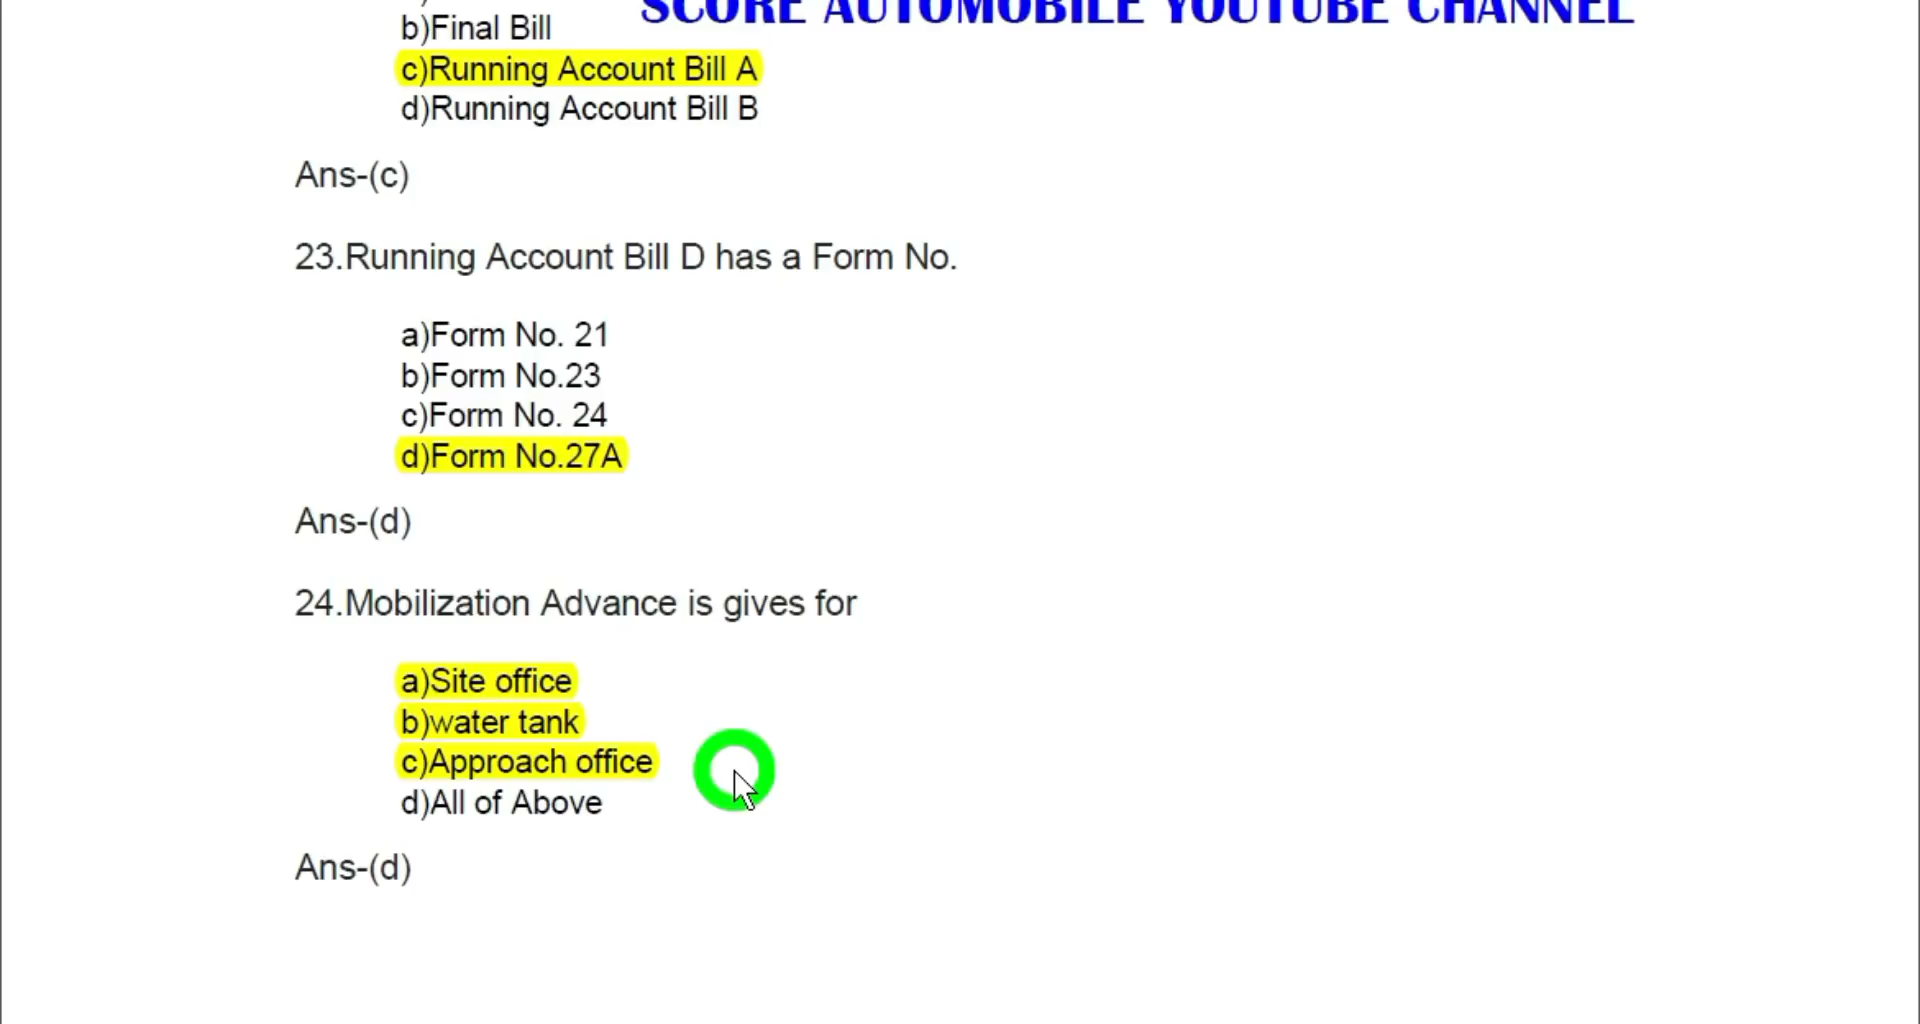 SCORE AUTOMOBILE YOUTUBE CHANNEL
b)Final Bill
c)Running Account Bill A
d)Running Account Bill B
Ans-(c)
23.Running Account Bill D has a Form No.
a)Form No. 21
b)Form No.23
c)Form No. 24
d)Form No.27A
Ans-(d)
24.Mobilization Advance is gives for
a)Site office
b)water tank
c)Approach office
d)All of Above
Ans-(d)